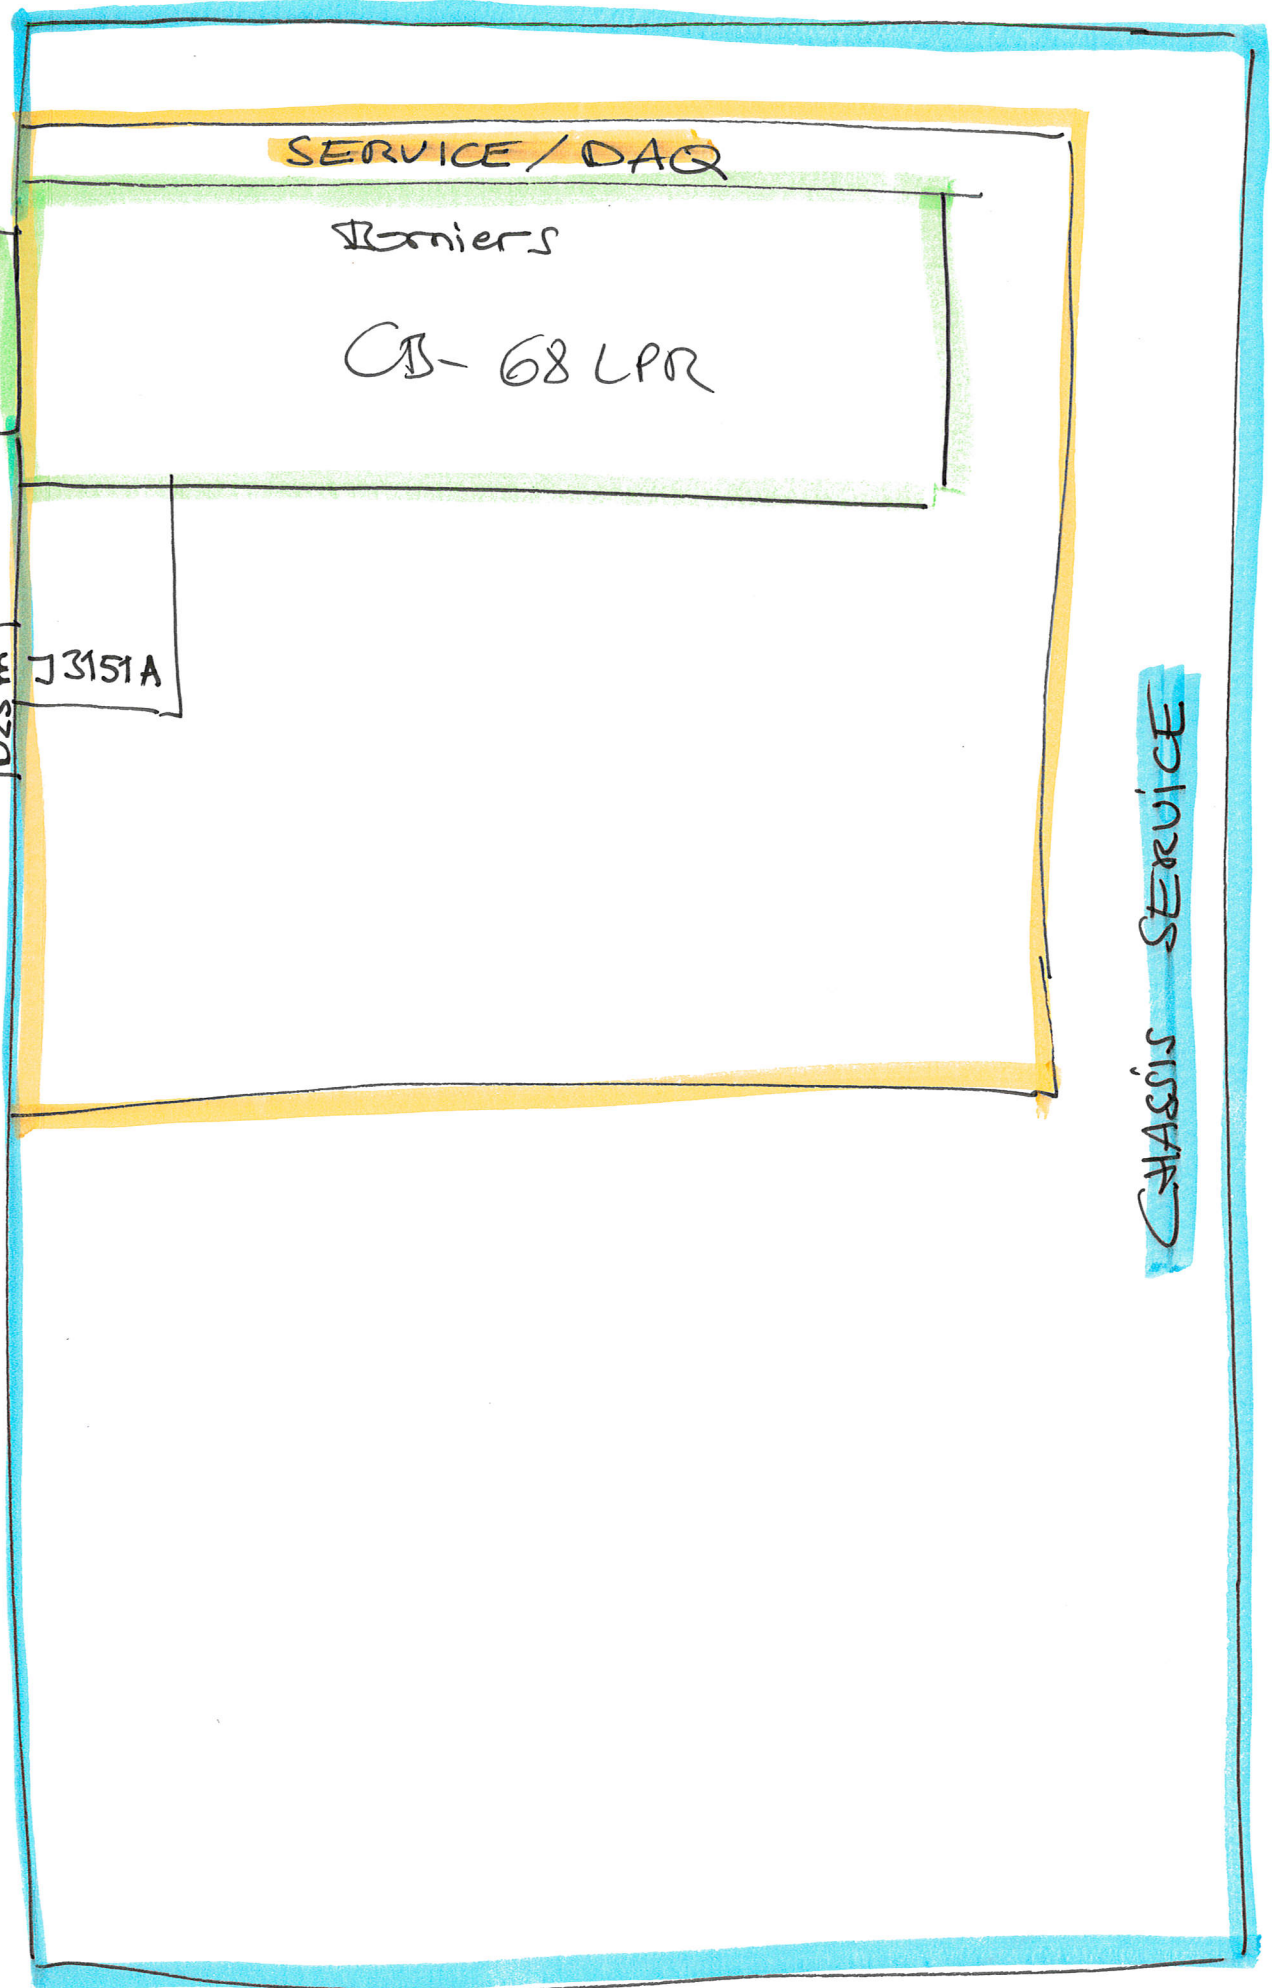 SERVICE / DAQ
Borniers
CB- 68 LPR
J3151A
CHASSIS SERVICE